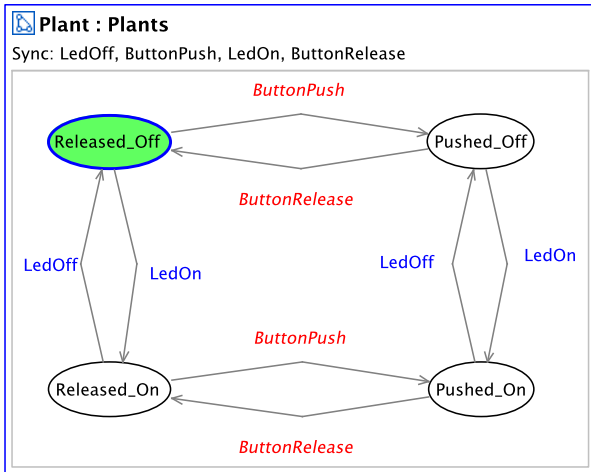 Plant : Plants
Sync: LedOff, ButtonPush, LedOn, ButtonRelease
ButtonPush
Released_Off
Pushed_Off
ButtonRelease
LedOff
LedOn
LedOff
LedOn
ButtonPush
Released_On
Pushed_On
ButtonRelease